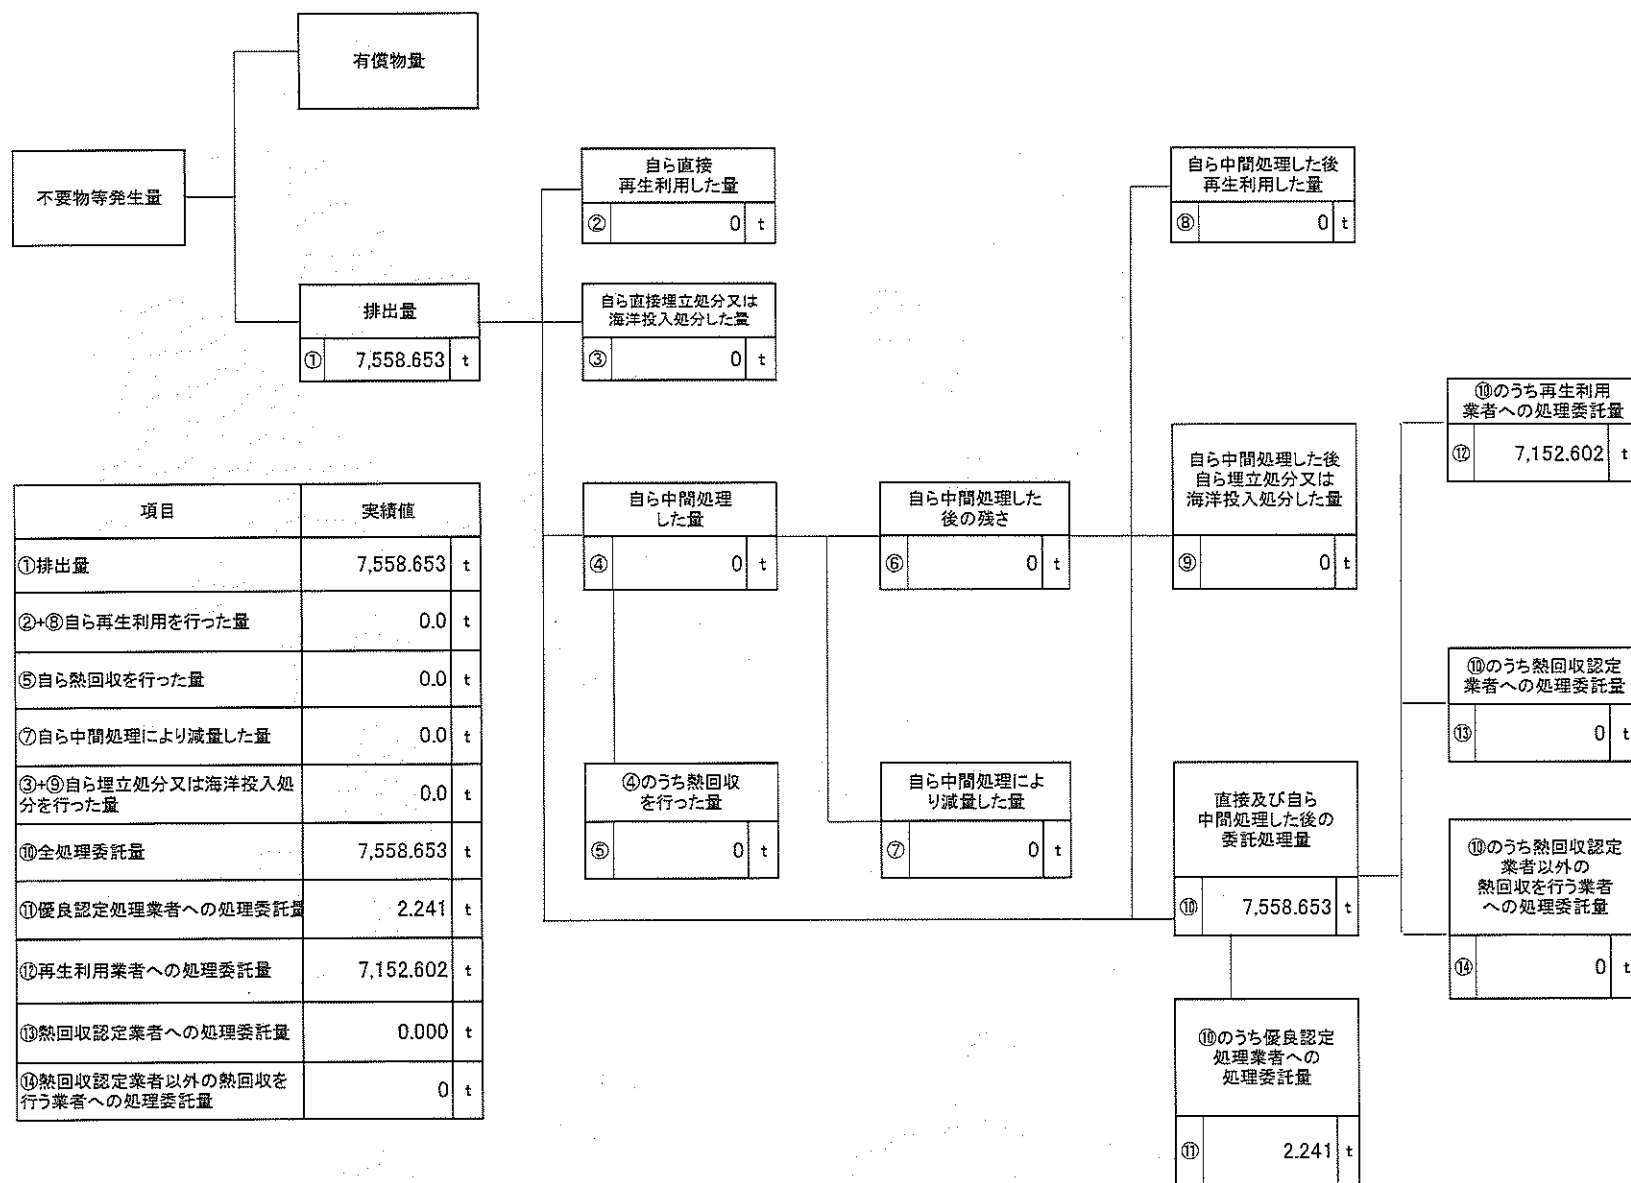 有償物量
不要物等発生量
排出量
① 7,558.653 t
自ら直接
再生利用した量
② 0 t
自ら直接埋立処分又は
海洋投入処分した量
③ 0 t
自ら中間処理
した量
④ 0 t
④のうち熱回収
を行った量
⑤ 0 t
自ら中間処理した
後の残さ
⑥ 0 t
自ら中間処理によ
り減量した量
⑦ 0 t
自ら中間処理した後
再生利用した量
⑧ 0 t
自ら中間処理した後
自ら埋立処分又は
海洋投入処分した量
⑨ 0 t
直接及び自ら
中間処理した後の
委託処理量
⑩ 7,558.653 t
⑩のうち優良認定
処理業者への
処理委託量
⑪ 2.241 t
⑩のうち再生利用
業者への処理委託量
⑫ 7,152.602 t
⑩のうち熱回収認定
業者への処理委託量
⑬ 0 t
⑩のうち熱回収認定
業者以外の
熱回収を行う業者
への処理委託量
⑭ 0 t
項目 実績値
①排出量 7,558.653 t
②+⑧自ら再生利用を行った量 0.0 t
⑤自ら熱回収を行った量 0.0 t
⑦自ら中間処理により減量した量 0.0 t
③+⑨自ら埋立処分又は海洋投入処
分を行った量 0.0 t
⑩全処理委託量 7,558.653 t
⑪優良認定処理業者への処理委託量 2.241 t
⑫再生利用業者への処理委託量 7,152.602 t
⑬熱回収認定業者への処理委託量 0.000 t
⑭熱回収認定業者以外の熱回収を
行う業者への処理委託量 0 t